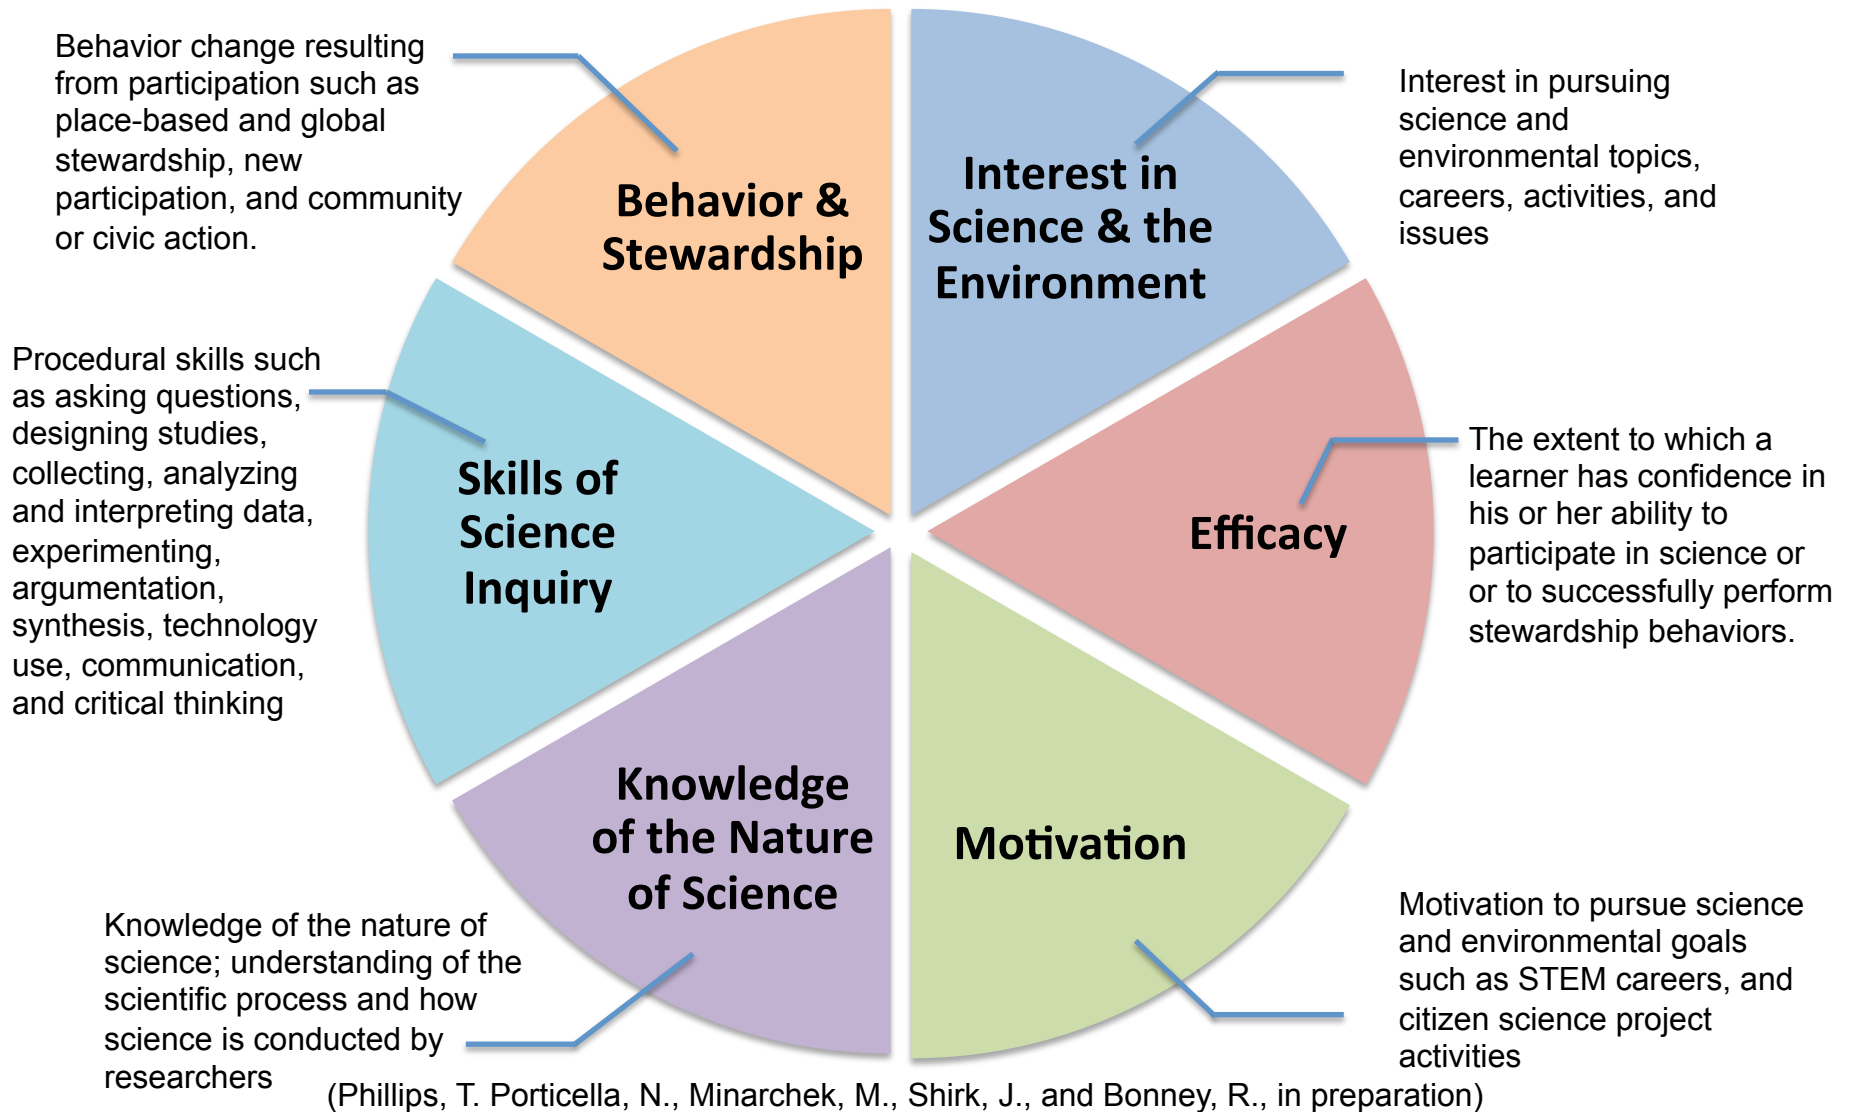 Behavior change resulting
from participation such as
place-based and global
stewardship, new
participation, and community
or civic action.
Behavior &
Stewardship
Interest in
Science & the
Environment
Interest in pursuing
science and
environmental topics,
careers, activities, and
issues
Procedural skills such
as asking questions,
designing studies,
collecting, analyzing
and interpreting data,
experimenting,
argumentation,
synthesis, technology
use, communication,
and critical thinking
Skills of
Science
Inquiry
Efficacy
The extent to which a
learner has confidence in
his or her ability to
participate in science or
or to successfully perform
stewardship behaviors.
Knowledge
of the Nature
of Science
Motivation
Knowledge of the nature of
science; understanding of the
scientific process and how
science is conducted by
researchers
Motivation to pursue science
and environmental goals
such as STEM careers, and
citizen science project
activities
(Phillips, T. Porticella, N., Minarchek, M., Shirk, J., and Bonney, R., in preparation)